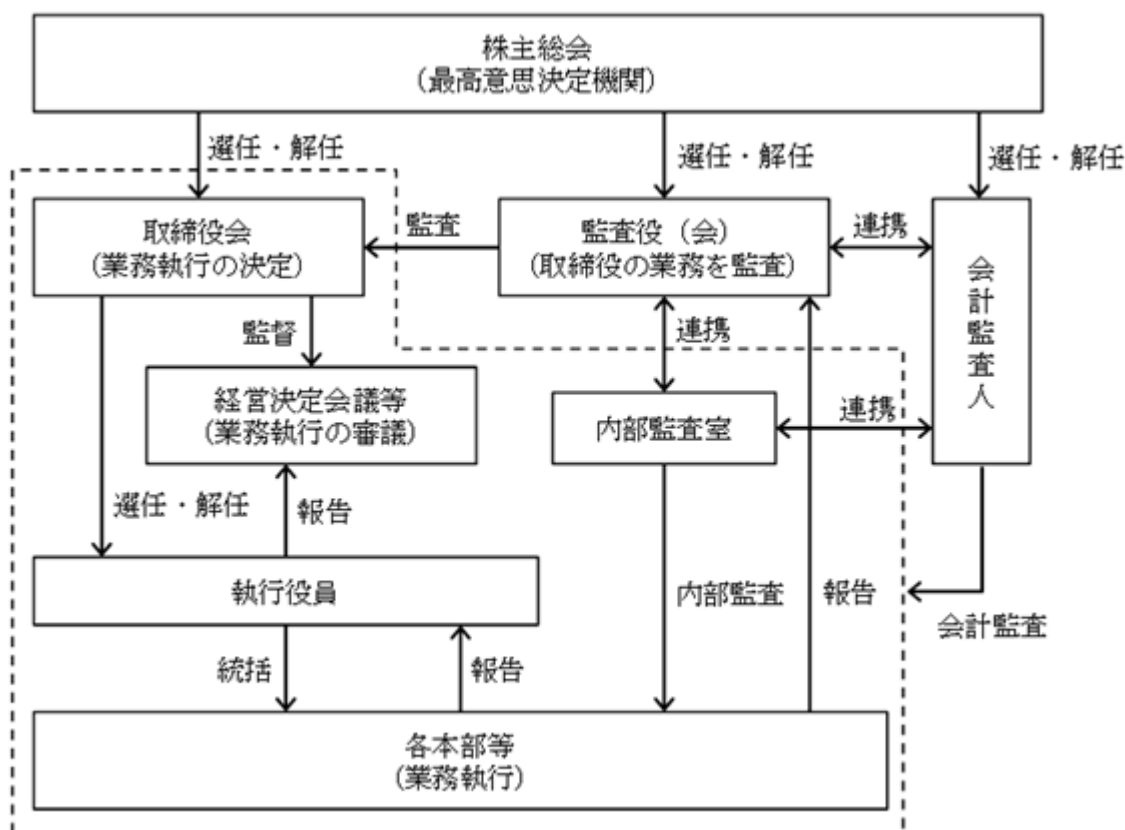 株主総会
（最高意思決定機関）
選任・解任
選任・解任
選任・解任
取締役会
（業務執行の決定）
監査
監査役（会）
（取締役の業務を監査）
連携
会計監査人
監督
連携
経営決定会議等
（業務執行の審議）
内部監査室
連携
選任・解任
報告
執行役員
内部監査
報告
会計監査
統括
報告
各本部等
（業務執行）